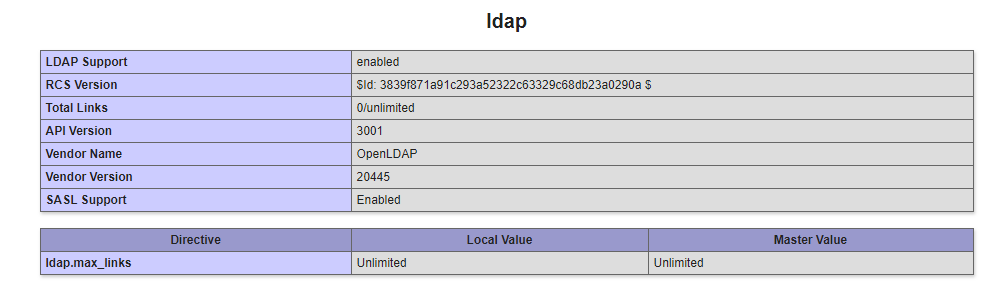 ldap
LDAP Support enabled
RCS Version $Id: 3839f871a91c293a52322c63329c68db23a0290a $
Total Links 0/unlimited
API Version 3001
Vendor Name OpenLDAP
Vendor Version 20445
SASL Support Enabled
Directive Local Value Master Value
ldap.max_links Unlimited Unlimited